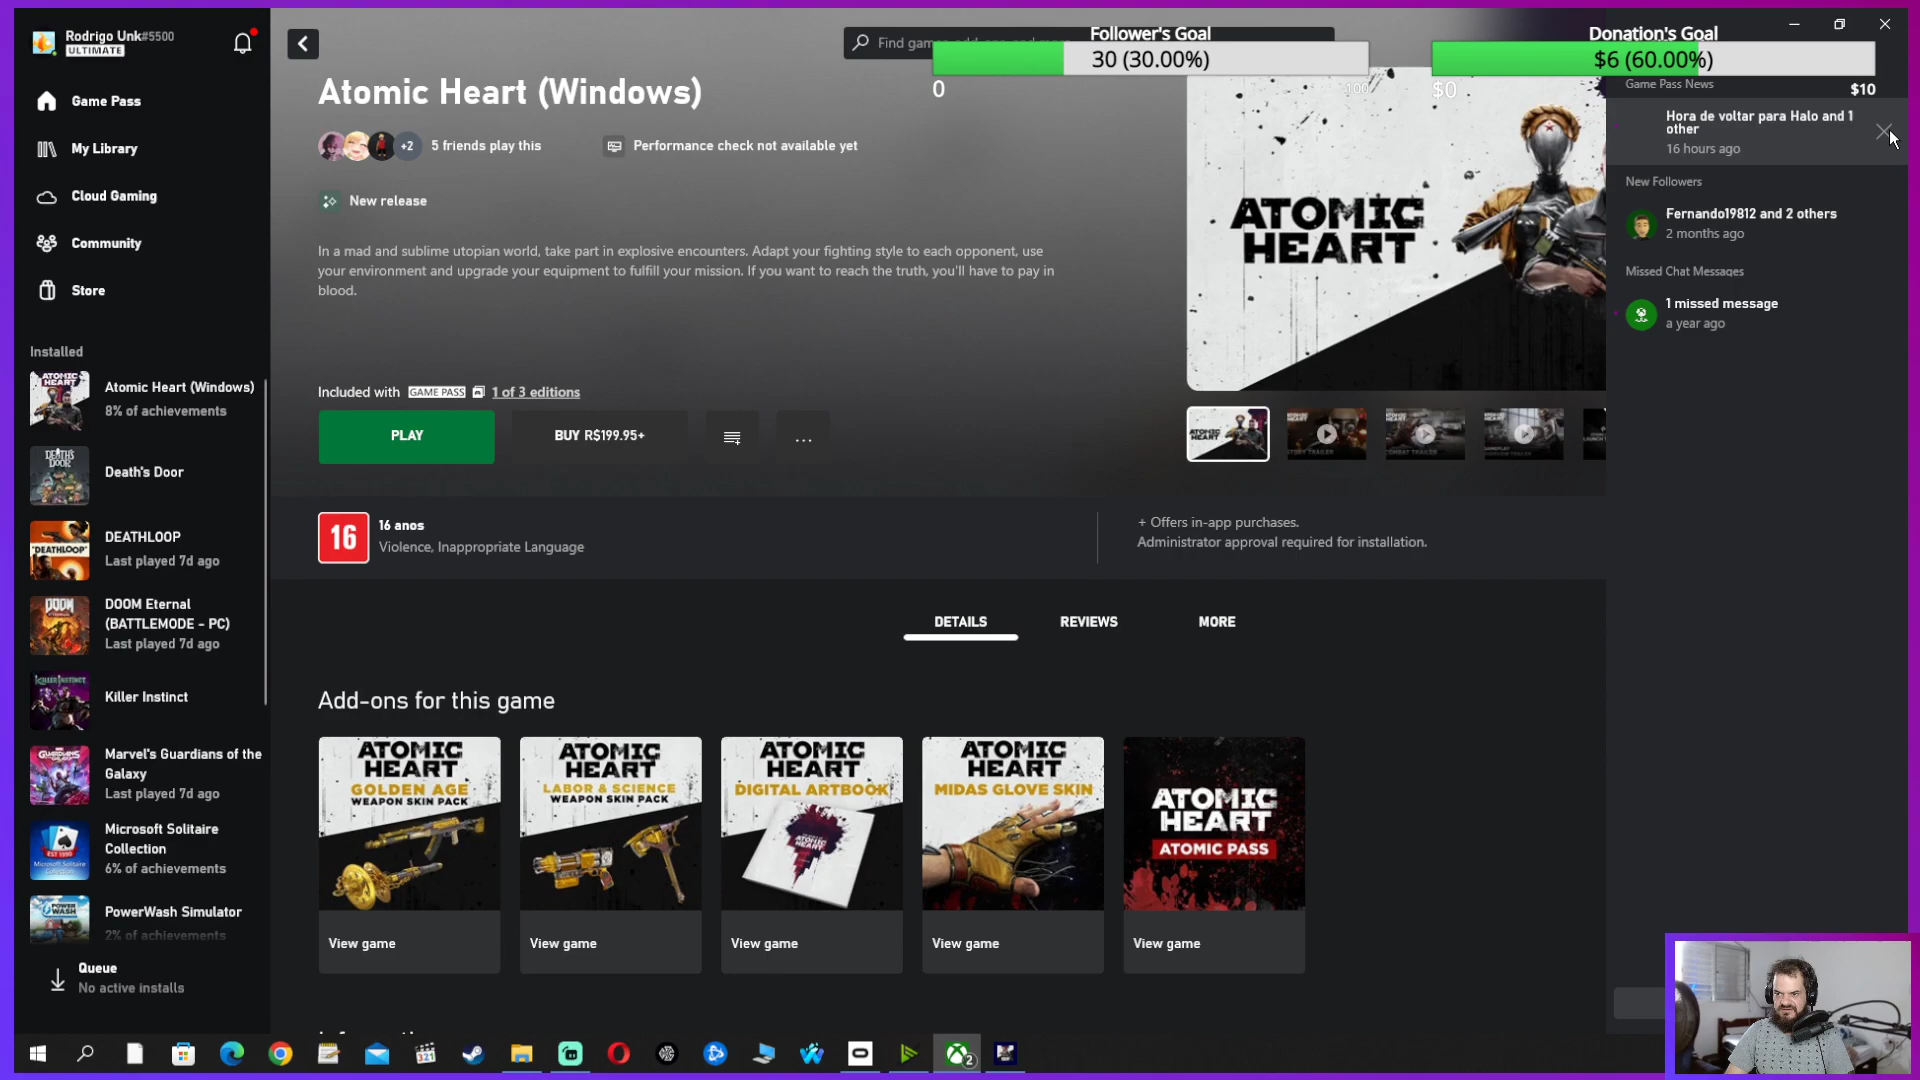 Rodrigo Unk#5500
ULTIMATE
Game Pass
My Library
Cloud Gaming
Community
Store
Installed
Atomic Heart (Windows)
8% of achievements
Death's Door
DEATHLOOP
Last played 7d ago
DOOM Eternal
(BATTLEMODE - PC)
Last played 7d ago
Killer Instinct
Marvel's Guardians of the
Galaxy
Last played 7d ago
Microsoft Solitaire
Collection
6% of achievements
PowerWash Simulator
2% of achievements
Queue
No active installs
Follower's Goal
30 (30.00%)
0
100
Donation's Goal
$6 (60.00%)
$0
$10
Atomic Heart (Windows)
+2
5 friends play this
Performance check not available yet
New release
In a mad and sublime utopian world, take part in explosive encounters. Adapt your fighting style to each opponent, use
your environment and upgrade your equipment to fulfill your mission. If you want to reach the truth, you'll have to pay in
blood.
Included with GAME PASS 1 of 3 editions
PLAY
BUY R$199.95+
...
ATOMIC
HEART
16
16 anos
Violence, Inappropriate Language
+ Offers in-app purchases.
Administrator approval required for installation.
DETAILS
REVIEWS
MORE
Add-ons for this game
ATOMIC
HEART
GOLDEN AGE
WEAPON SKIN PACK
View game
ATOMIC
HEART
LABOR & SCIENCE
WEAPON SKIN PACK
View game
ATOMIC
HEART
DIGITAL ARTBOOK
View game
ATOMIC
HEART
MIDAS GLOVE SKIN
View game
ATOMIC
HEART
ATOMIC PASS
View game
Game Pass News
Hora de voltar para Halo and 1
other
16 hours ago
New Followers
Fernando19812 and 2 others
2 months ago
Missed Chat Messages
1 missed message
a year ago